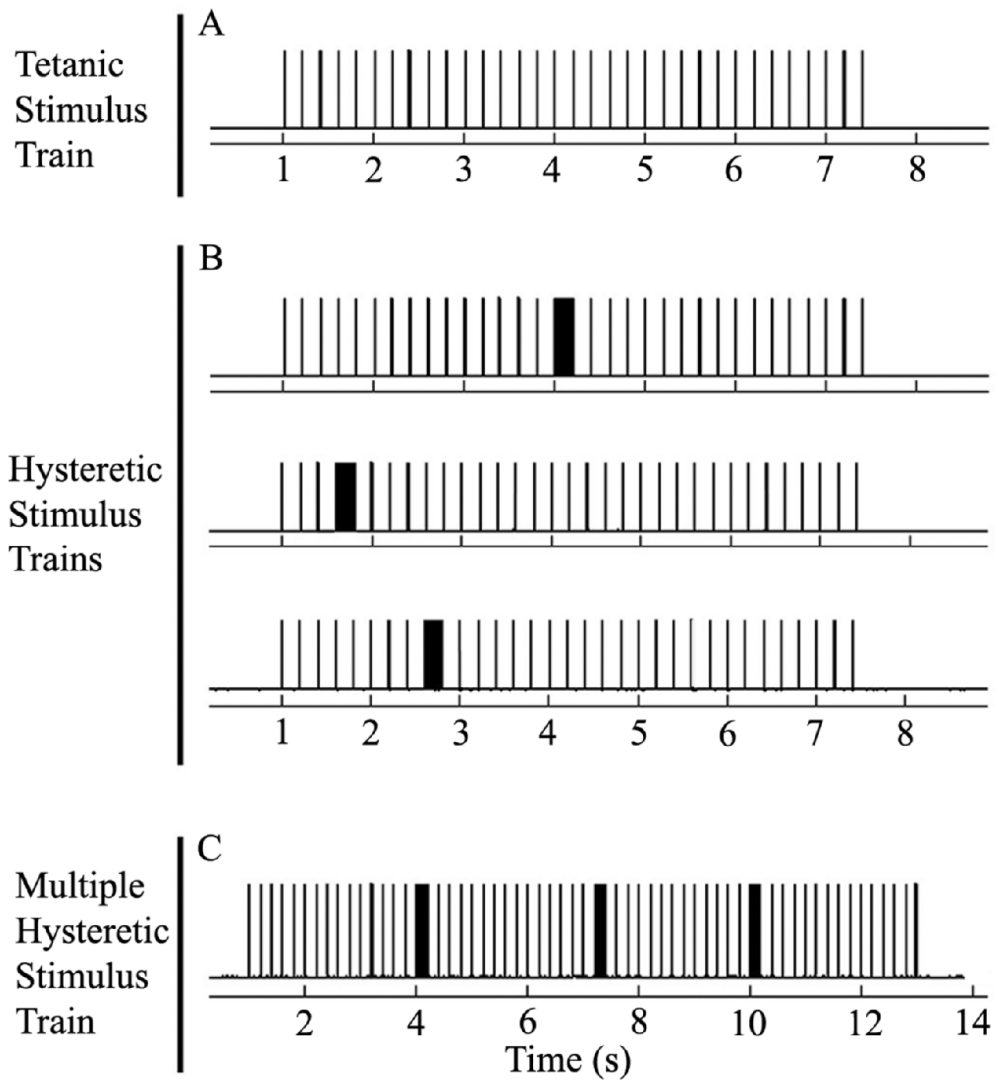 A
Tetanic
Stimulus
Train
1 2 3 4 5 6 7 8
B
Hysteretic
Stimulus
Trains
1 2 3 4 5 6 7 8
C
Multiple
Hysteretic
Stimulus
Train
2 4 6 8 10 12 14
Time (s)